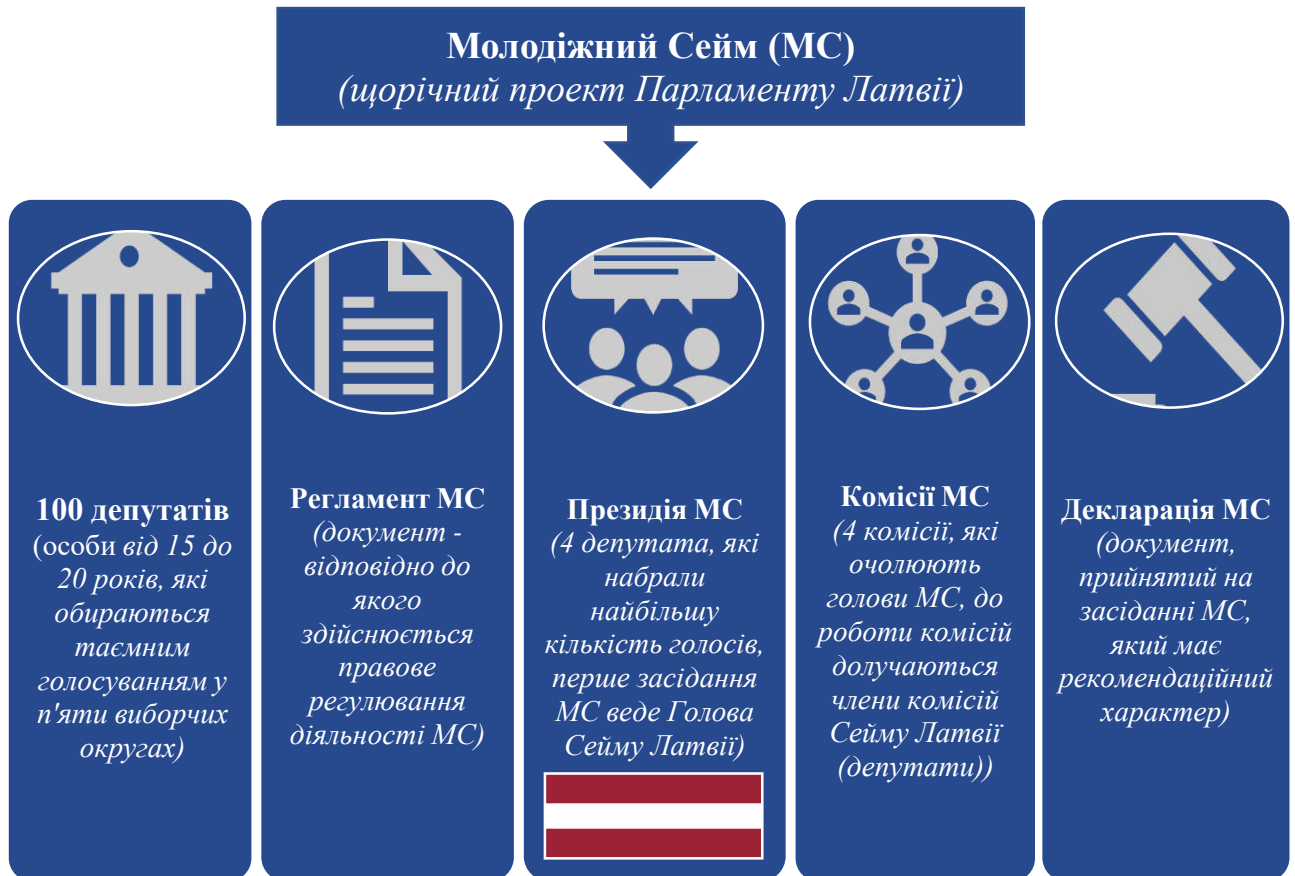 Молодіжний Сейм (МС)
(щорічний проект Парламенту Латвії)
100 депутатів
(особи від 15 до
20 років, які
обираються
таємним
голосуванням у
п'яти виборчих
округах)
Регламент МС
(документ -
відповідно до
якого
здійснюється
правове
регулювання
діяльності МС)
Президія МС
(4 депутата, які
набрали
найбільшу
кількість голосів,
перше засідання
МС веде Голова
Сейму Латвії)
Комісії МС
(4 комісії, які
очолюють
голови МС, до
роботи комісій
долучаються
члени комісій
Сейму Латвії
(депутати))
Декларація МС
(документ,
прийнятий на
засіданні МС,
який має
рекомендаційний
характер)